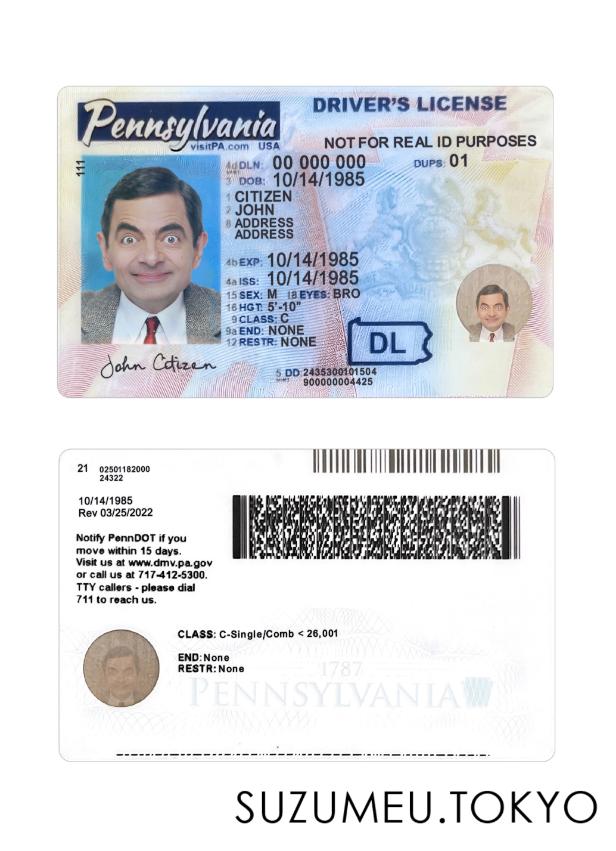 Pennsylvania
visitPA.com USA
DRIVER'S LICENSE
NOT FOR REAL ID PURPOSES
111
4d DLN: 00 000 000
DUPS: 01
3 DOB: 10/14/1985
1 CITIZEN
2 JOHN
8 ADDRESS
ADDRESS
4b EXP: 10/14/1985
4a ISS: 10/14/1985
15 SEX: M 18 EYES: BRO
16 HGT: 5'-10"
9 CLASS: C
9a END: NONE
12 RESTR: NONE
DL
John Citizen
5 DD 2435300101504
900000004425
21 02501182000
24322
10/14/1985
Rev 03/25/2022
Notify PennDOT if you
move within 15 days.
Visit us at www.dmv.pa.gov
or call us at 717-412-5300.
TTY callers - please dial
711 to reach us.
CLASS: C-Single/Comb < 26,001
END: None
RESTR: None
1787
PENNSYLVANIA
SUZUMEU.TOKYO